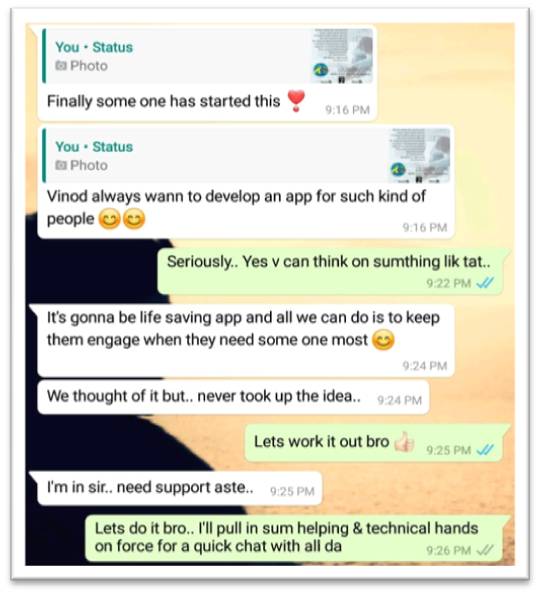 You • Status
Photo
Finally some one has started this ❣
9:16 PM
You • Status
Photo
Vinod always wann to develop an app for such kind of
people 😊😊
9:16 PM
Seriously.. Yes v can think on sumthing lik tat..
9:22 PM
It's gonna be life saving app and all we can do is to keep
them engage when they need some one most 😊
9:24 PM
We thought of it but.. never took up the idea.. 9:24 PM
Lets work it out bro 👍🏻 9:25 PM
I'm in sir.. need support aste.. 9:25 PM
Lets do it bro.. I'll pull in sum helping & technical hands
on force for a quick chat with all da 9:26 PM